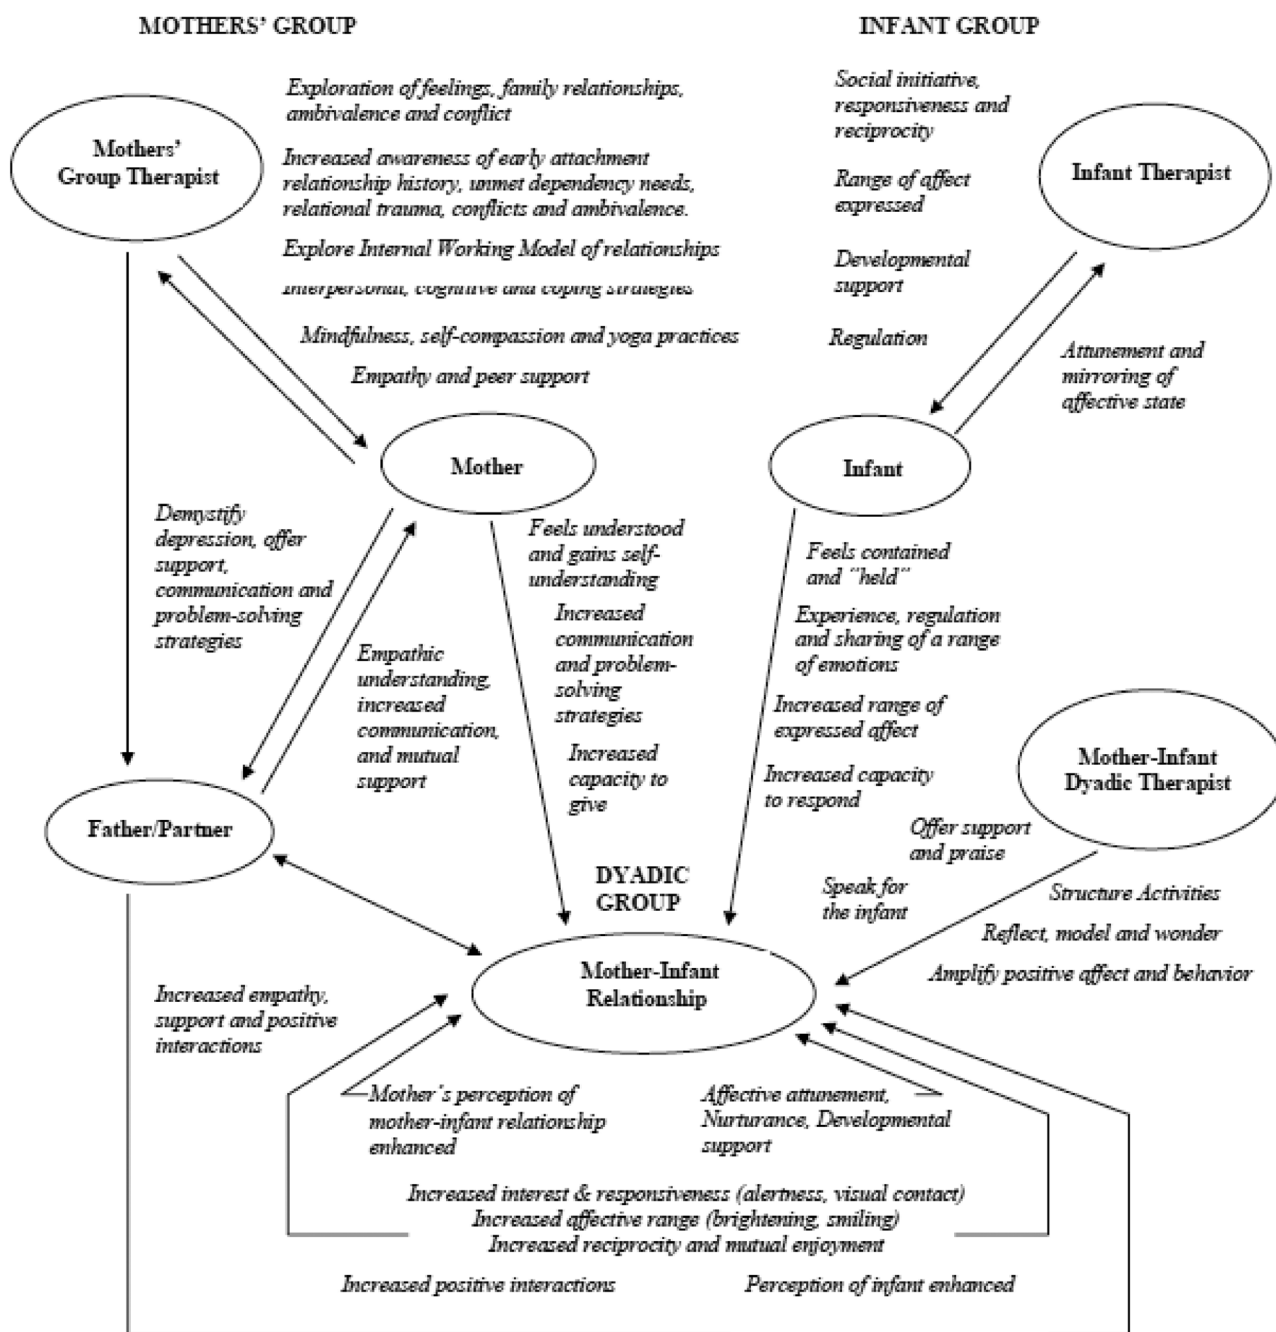 MOTHERS' GROUP
INFANT GROUP
Exploration of feelings, family relationships,
ambivalence and conflict
Increased awareness of early attachment
relationship history, unmet dependency needs,
relational trauma, conflicts and ambivalence.
Explore Internal Working Model of relationships
Interpersonal, cognitive and coping strategies
Mindfulness, self-compassion and yoga practices
Empathy and peer support
Mothers'
Group Therapist
Social initiative,
responsiveness and
reciprocity
Range of affect
expressed
Developmental
support
Regulation
Infant Therapist
Attunement and
mirroring of
affective state
Mother
Infant
Demystify
depression, offer
support,
communication and
problem-solving
strategies
Empathic
understanding,
increased
communication,
and mutual
support
Feels understood
and gains self-
understanding
Increased
communication
and problem-
solving
strategies
Increased
capacity to
give
Feels contained
and "held"
Experience, regulation
and sharing of a range
of emotions
Increased range of
expressed affect
Increased capacity
to respond
Mother-Infant
Dyadic Therapist
Father/Partner
Offer support
and praise
Speak for
the infant
Structure Activities
Reflect, model and wonder
Amplify positive affect and behavior
DYADIC
GROUP
Mother-Infant
Relationship
Increased empathy,
support and positive
interactions
Mother's perception of
mother-infant relationship
enhanced
Affective attunement,
Nurturance, Developmental
support
Increased interest & responsiveness (alertness, visual contact)
Increased affective range (brightening, smiling)
Increased reciprocity and mutual enjoyment
Increased positive interactions
Perception of infant enhanced